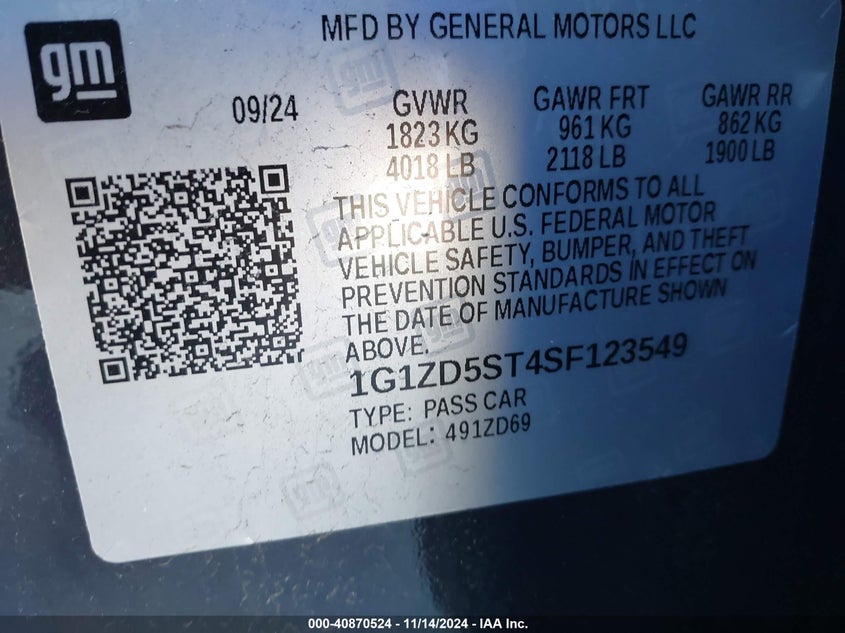 gm
MFD BY GENERAL MOTORS LLC
09/24
GVWR
1823 KG
4018 LB
GAWR FRT
961 KG
2118 LB
GAWR RR
862 KG
1900 LB
THIS VEHICLE CONFORMS TO ALL
APPLICABLE U.S. FEDERAL MOTOR
VEHICLE SAFETY, BUMPER, AND THEFT
PREVENTION STANDARDS IN EFFECT ON
THE DATE OF MANUFACTURE SHOWN
ABOVE.
1G1ZD5ST4SF123549
TYPE: PASS CAR
MODEL: 491ZD69
000-40870524 - 11/14/2024 - IAA Inc.